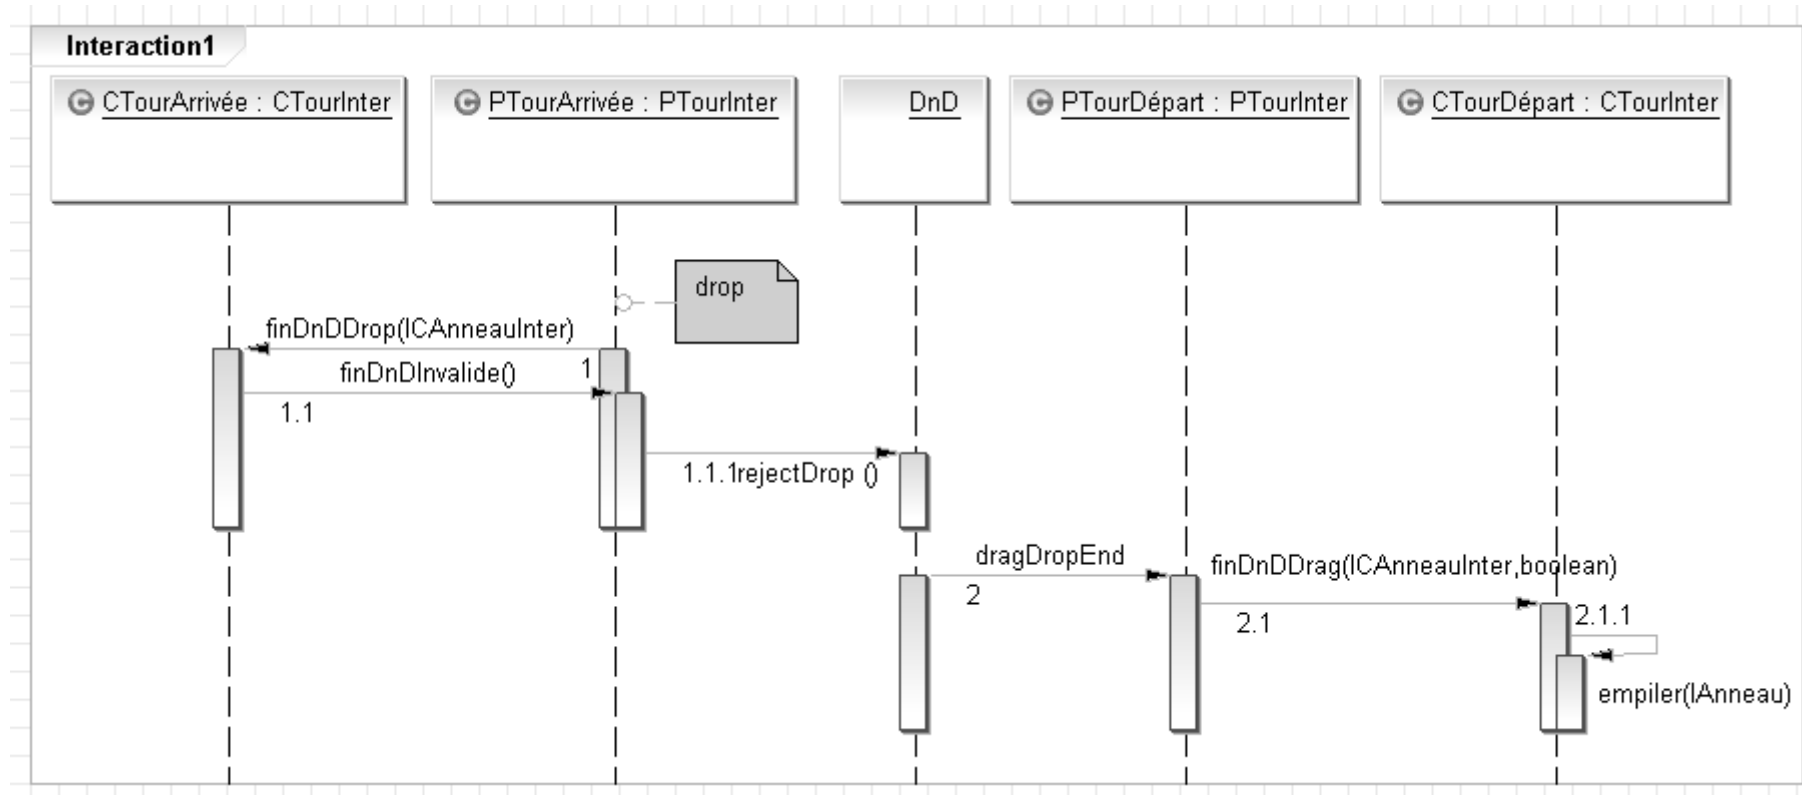 Interaction1
CTourArrivée : CTourInter
PTourArrivée : PTourInter
DnD
PTourDépart : PTourInter
CTourDépart : CTourInter
drop
finDnDDrop(ICAnneauInter)
1
finDnDInvalide()
1.1
1.1.1rejectDrop ()
dragDropEnd
2
finDnDDrag(ICAnneauInter,boolean)
2.1
2.1.1
empiler(IAnneau)